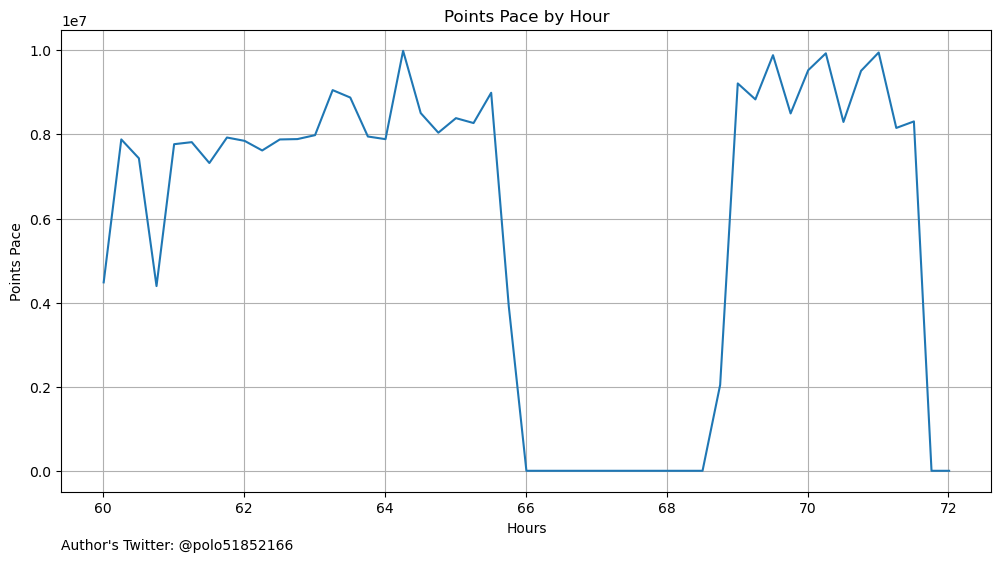 Points Pace by Hour
1e7
1.0
0.8
0.6
0.4
0.2
0.0
Points Pace
60 62 64 66 68 70 72
Hours
Author's Twitter: @polo51852166